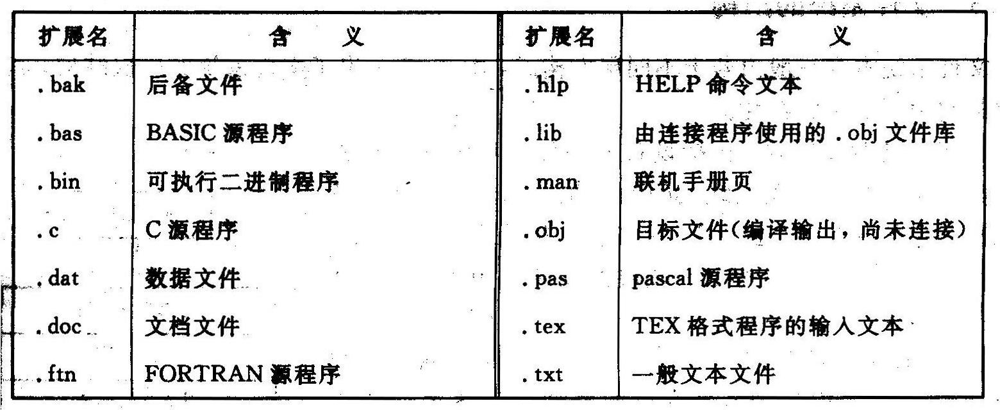 扩展名 含 义 扩展名 含 义
.bak 后备文件 .hlp HELP 命令文本
.bas BASIC 源程序 .lib 由连接程序使用的 .obj 文件库
.bin 可执行二进制程序 .man 联机手册页
.c C 源程序 .obj 目标文件(编译输出，尚未连接)
.dat 数据文件 .pas pascal 源程序
.doc 文档文件 .tex TEX 格式程序的输入文本
.ftn FORTRAN 源程序 .txt 一般文本文件